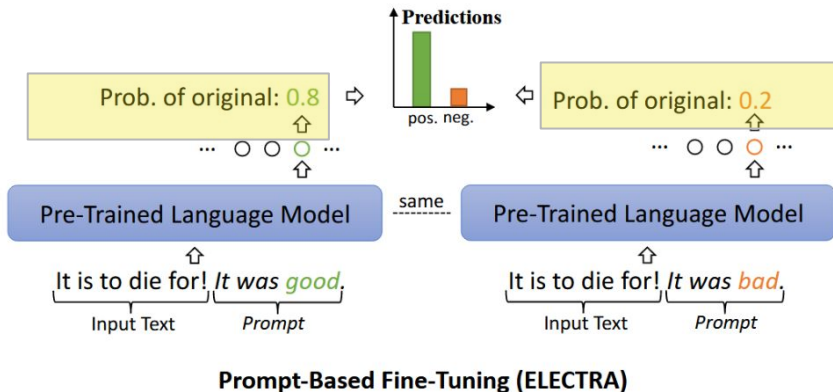 Predictions
Prob. of original: 0.8
Prob. of original: 0.2
pos. neg.
... ...
... ...
Pre-Trained Language Model
same
Pre-Trained Language Model
It is to die for! It was good.
It is to die for! It was bad.
Input Text Prompt
Input Text Prompt
Prompt-Based Fine-Tuning (ELECTRA)